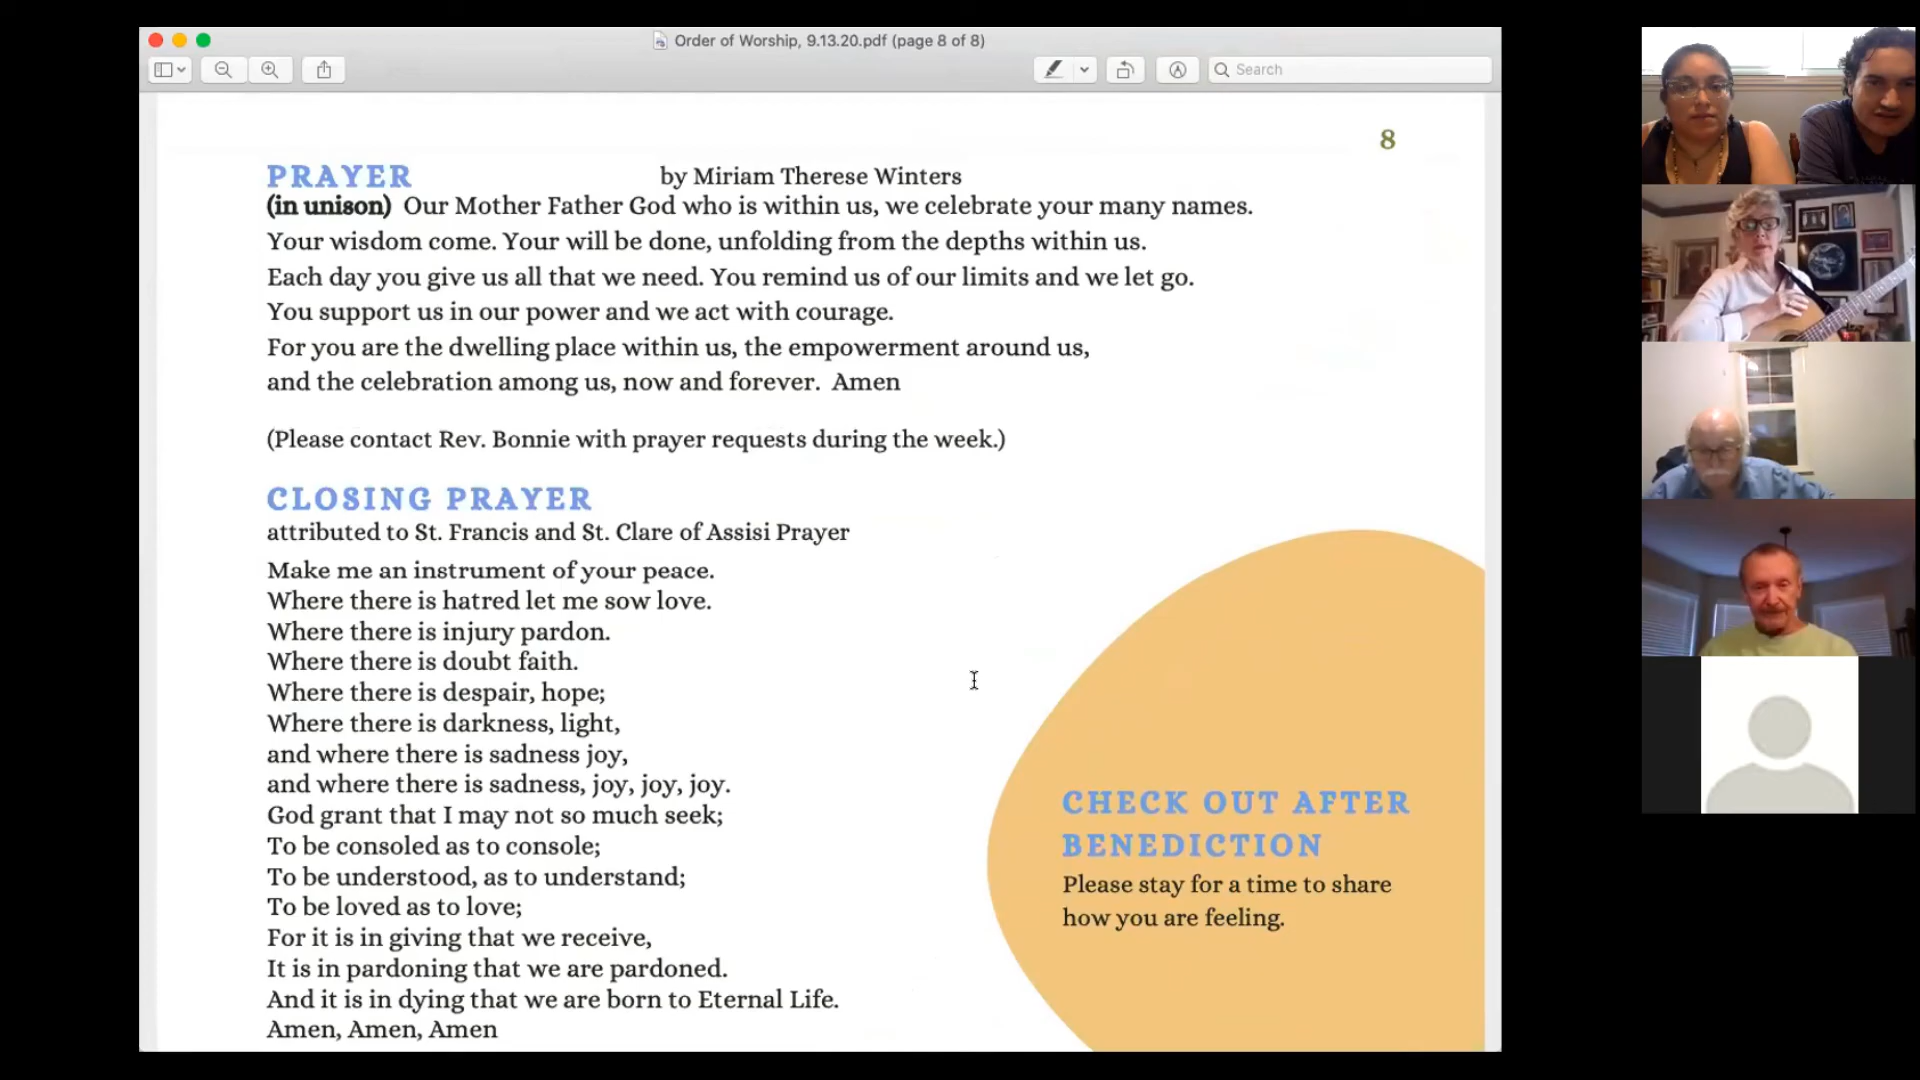 Order of Worship, 9.13.20.pdf (page 8 of 8)
Search
8
PRAYER by Miriam Therese Winters
(in unison) Our Mother Father God who is within us, we celebrate your many names.
Your wisdom come. Your will be done, unfolding from the depths within us.
Each day you give us all that we need. You remind us of our limits and we let go.
You support us in our power and we act with courage.
For you are the dwelling place within us, the empowerment around us,
and the celebration among us, now and forever. Amen
(Please contact Rev. Bonnie with prayer requests during the week.)
CLOSING PRAYER
attributed to St. Francis and St. Clare of Assisi Prayer
Make me an instrument of your peace.
Where there is hatred let me sow love.
Where there is injury pardon.
Where there is doubt faith.
Where there is despair, hope;
Where there is darkness, light,
and where there is sadness joy,
and where there is sadness, joy, joy, joy.
God grant that I may not so much seek;
To be consoled as to console;
To be understood, as to understand;
To be loved as to love;
For it is in giving that we receive,
It is in pardoning that we are pardoned.
And it is in dying that we are born to Eternal Life.
Amen, Amen, Amen
CHECK OUT AFTER
BENEDICTION
Please stay for a time to share
how you are feeling.